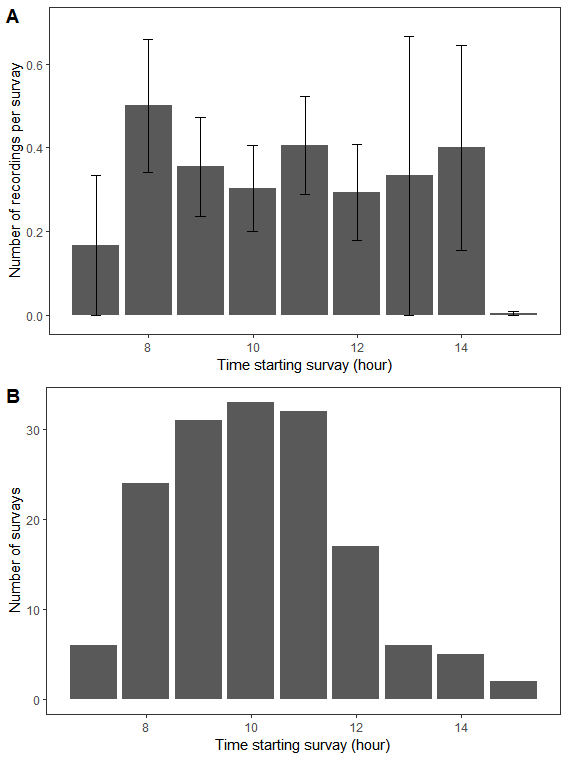 A
Number of recordings per survay
0.6
0.4
0.2
0.0
8 10 12 14
Time starting survay (hour)
B
Number of survays
30
20
10
0
8 10 12 14
Time starting survay (hour)